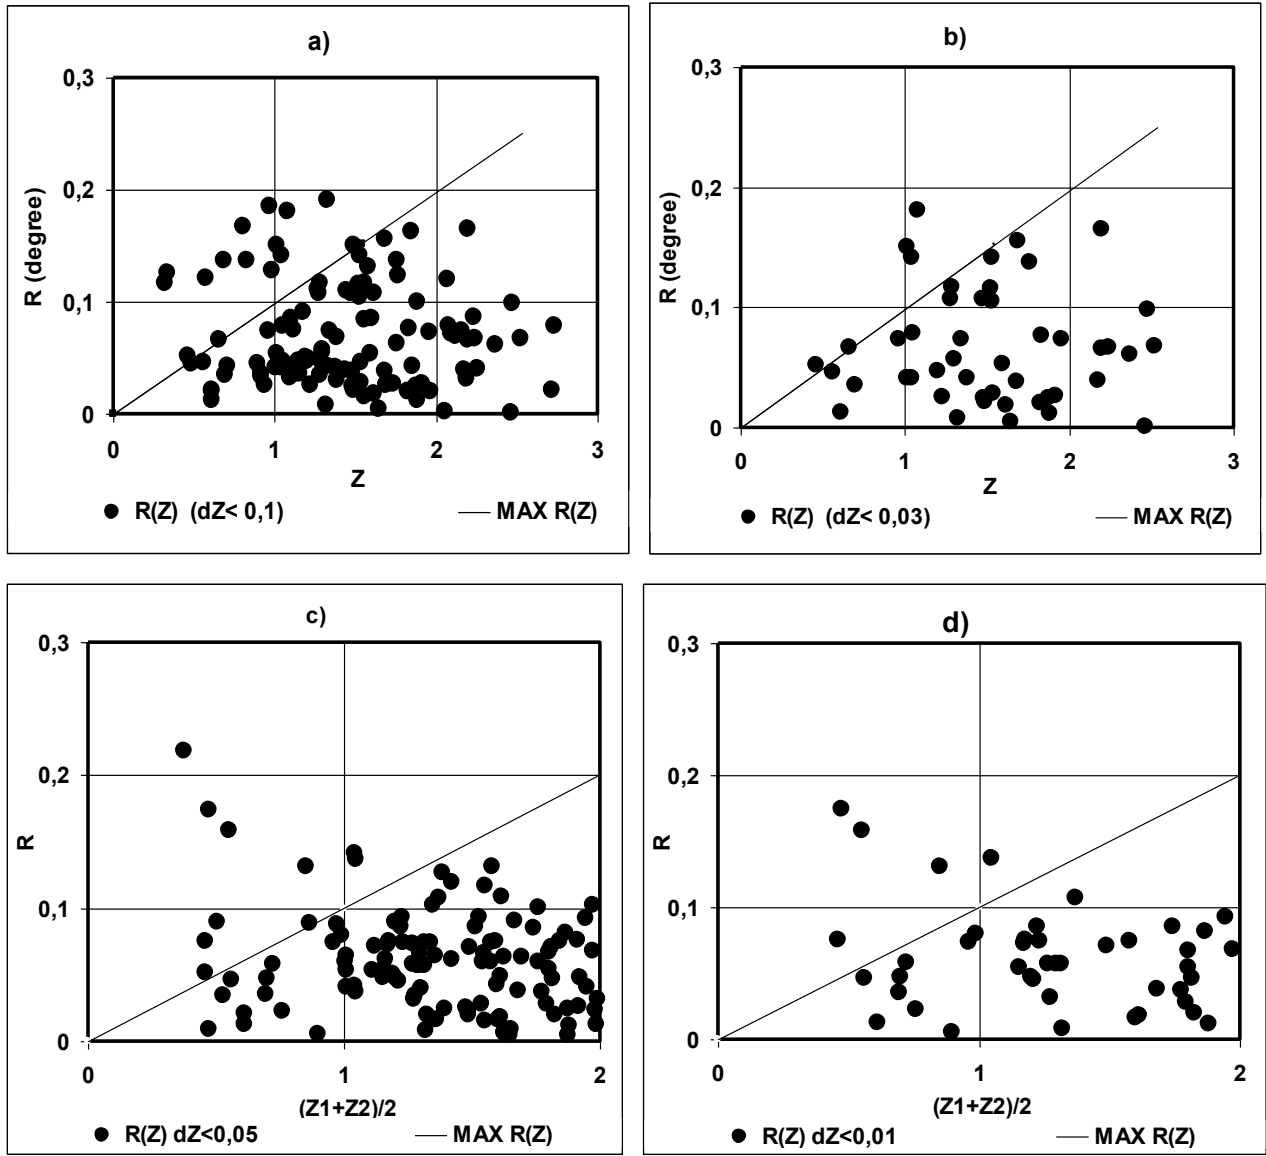 a)
0,3
0,2
0,1
0
R (degree)
0 1 2 3
Z
R(Z) (dZ< 0,1) MAX R(Z)
b)
0,3
0,2
0,1
0
R (degree)
0 1 2 3
Z
R(Z) (dZ< 0,03) MAX R(Z)
c)
0,3
0,2
0,1
0
R
0 1 2
(Z1+Z2)/2
R(Z) dZ<0,05 MAX R(Z)
d)
0,3
0,2
0,1
0
R
0 1 2
(Z1+Z2)/2
R(Z) dZ<0,01 MAX R(Z)